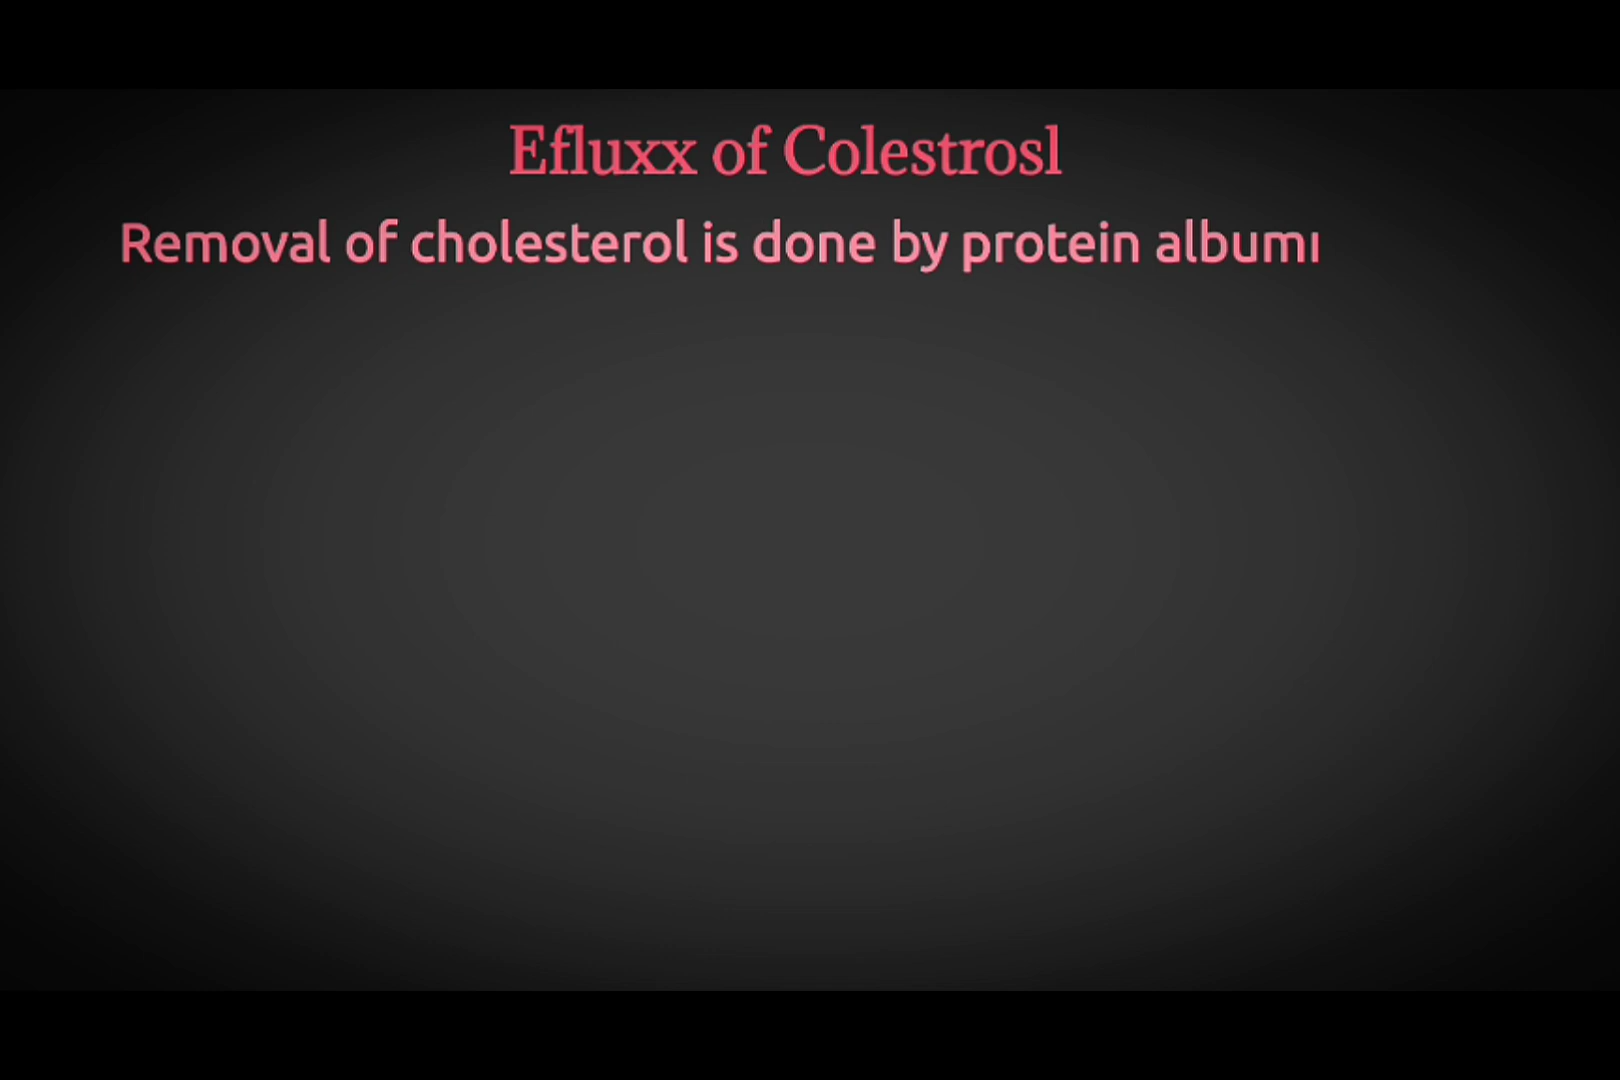 Efluxx of Colestrosl
Removal of cholesterol is done by protein albumı